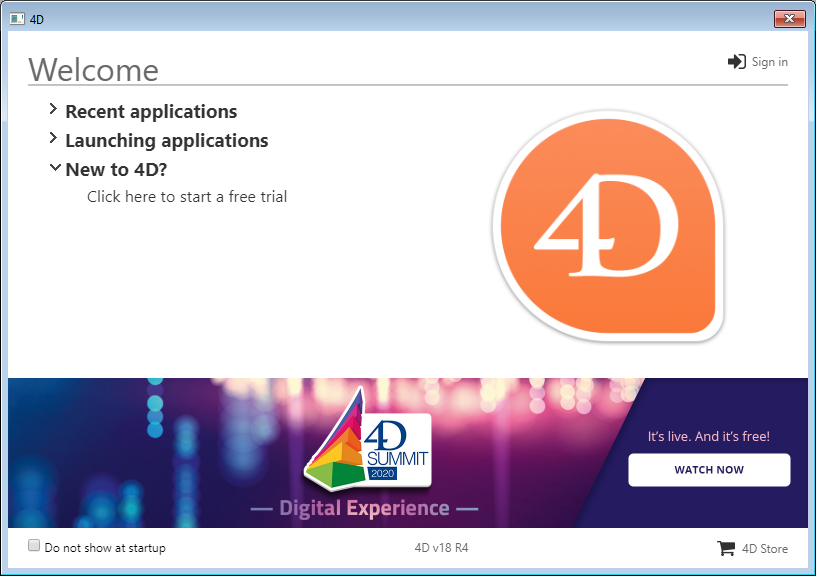 4D
Welcome
Sign in
Recent applications
Launching applications
New to 4D?
Click here to start a free trial
4D
4D
SUMMIT
2020
— Digital Experience —
It's live. And it's free!
WATCH NOW
Do not show at startup
4D v18 R4
4D Store